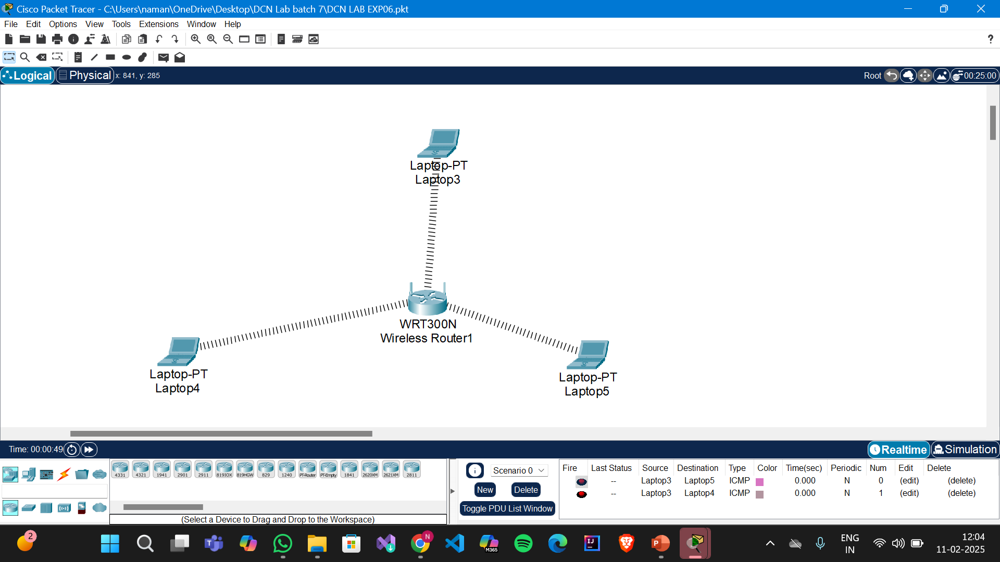 Cisco Packet Tracer - C:\Users\naman\OneDrive\Desktop\DCN Lab batch 7\DCN LAB EXP06.pkt
File Edit Options View Tools Extensions Window Help
?
Logical Physical x: 841, y: 285 Root 00:25:00
Laptop-PT
Laptop3
WRT300N
Wireless Router1
Laptop-PT
Laptop4
Laptop-PT
Laptop5
Time: 00:00:49 Realtime Simulation
4331 4321 1941 2901 2911 819IOX 819HGW 829 1240 PT-Router PT-Empty 1841 2620XM 2621XM 2811
(Select a Device to Drag and Drop to the Workspace)
Scenario 0
New Delete
Toggle PDU List Window
Fire Last Status Source Destination Type Color Time(sec) Periodic Num Edit Delete
-- Laptop3 Laptop5 ICMP 0.000 N 0 (edit) (delete)
-- Laptop3 Laptop4 ICMP 0.000 N 1 (edit) (delete)
2
N
M365
IJ
ENG
IN
12:04
11-02-2025